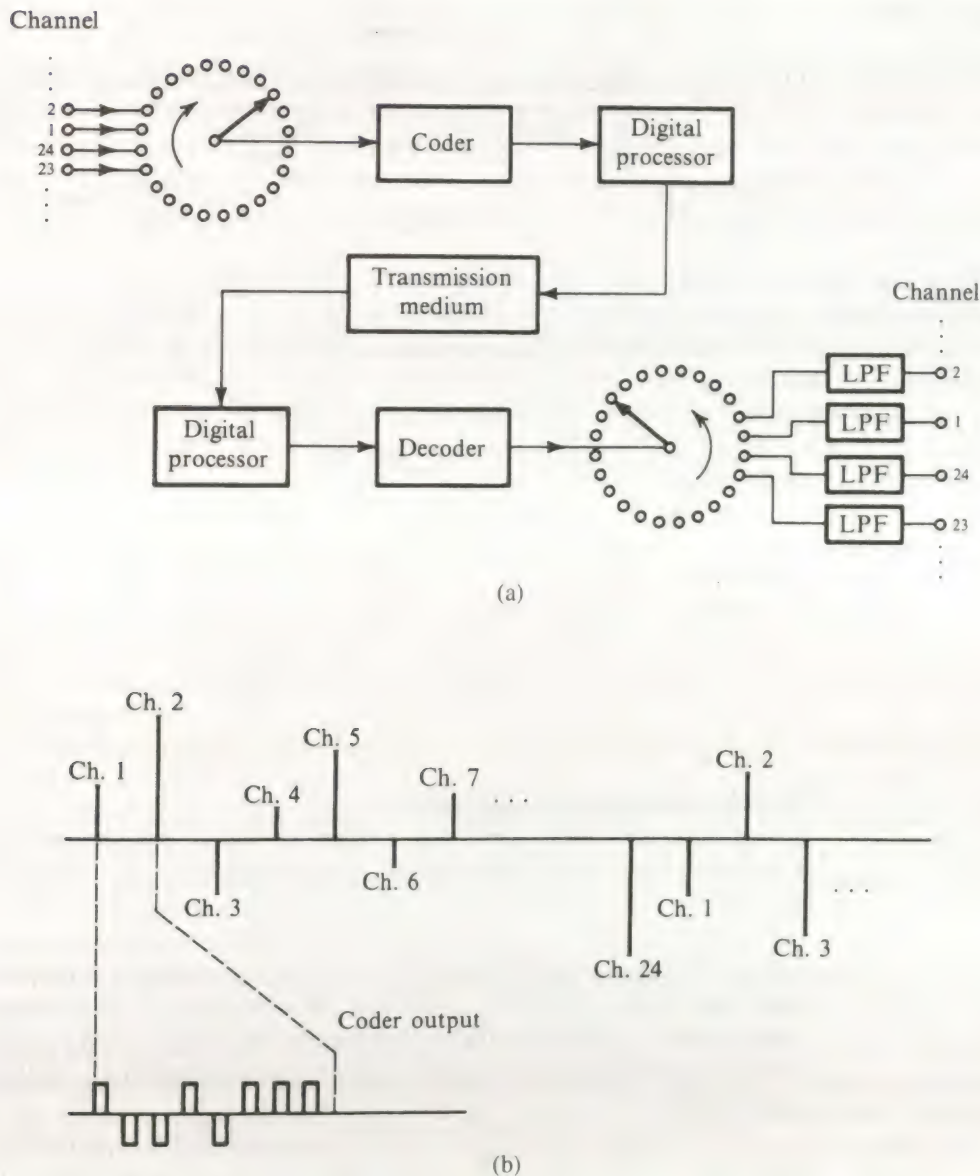 Channel
2
1
24
23
Coder
Digital
processor
Transmission
medium
Channel
LPF 2
LPF 1
LPF 24
LPF 23
Digital
processor
Decoder
(a)
Ch. 1
Ch. 2
Ch. 3
Ch. 4
Ch. 5
Ch. 6
Ch. 7
. . .
Ch. 24
Ch. 1
Ch. 2
Ch. 3
. . .
Coder output
(b)